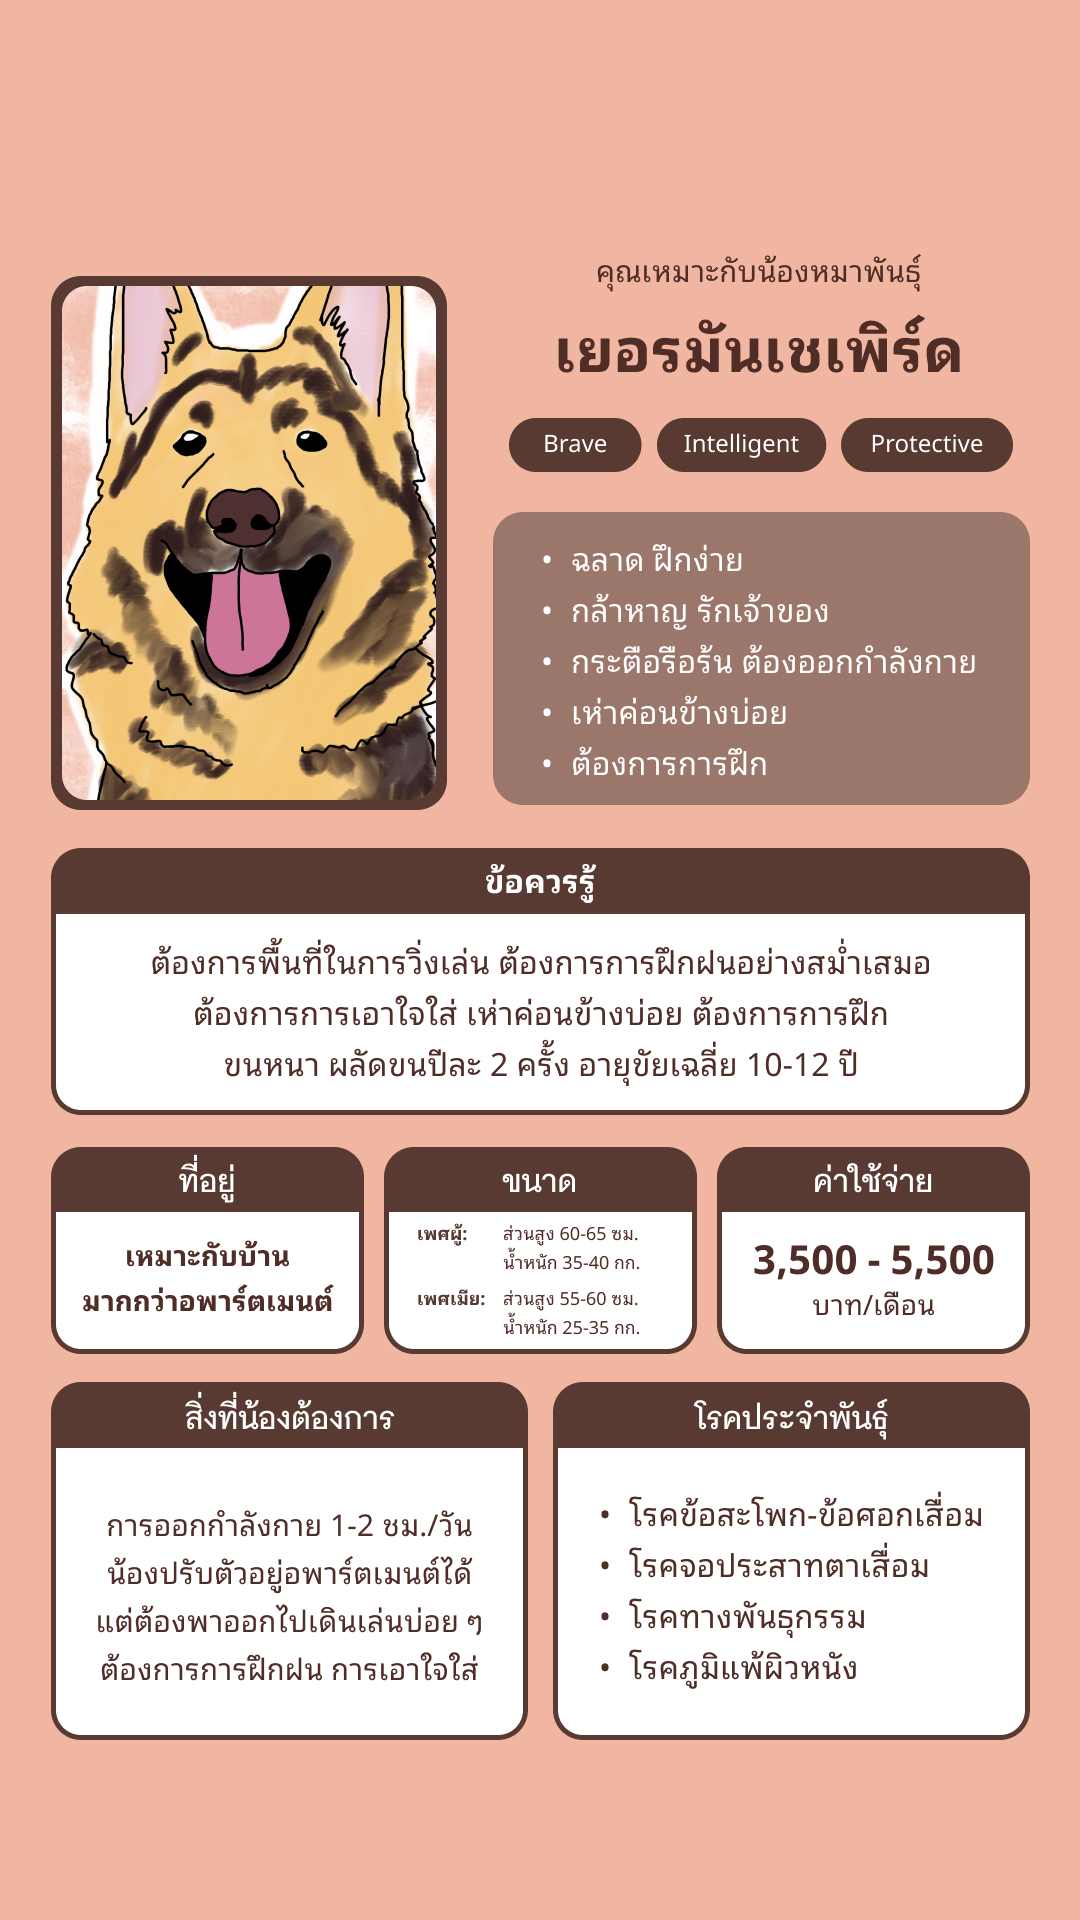 คุณเหมาะกับน้องหมาพันธุ์
เยอรมันเชเพิร์ด
Brave
Intelligent
Protective
• ฉลาด ฝึกง่าย
• กล้าหาญ รักเจ้าของ
• กระตือรือร้น ต้องออกกำลังกาย
• เห่าค่อนข้างบ่อย
• ต้องการการฝึก
ข้อควรรู้
ต้องการพื้นที่ในการวิ่งเล่น ต้องการการฝึกฝนอย่างสม่ำเสมอ
ต้องการการเอาใจใส่ เห่าค่อนข้างบ่อย ต้องการการฝึก
ขนหนา ผลัดขนปีละ 2 ครั้ง อายุขัยเฉลี่ย 10-12 ปี
ที่อยู่
เหมาะกับบ้าน
มากกว่าอพาร์ตเมนต์
ขนาด
เพศผู้: ส่วนสูง 60-65 ซม.
น้ำหนัก 35-40 กก.
เพศเมีย: ส่วนสูง 55-60 ซม.
น้ำหนัก 25-35 กก.
ค่าใช้จ่าย
3,500 - 5,500
บาท/เดือน
สิ่งที่น้องต้องการ
การออกกำลังกาย 1-2 ชม./วัน
น้องปรับตัวอยู่อพาร์ตเมนต์ได้
แต่ต้องพาออกไปเดินเล่นบ่อย ๆ
ต้องการการฝึกฝน การเอาใจใส่
โรคประจำพันธุ์
• โรคข้อสะโพก-ข้อศอกเสื่อม
• โรคจอประสาทตาเสื่อม
• โรคทางพันธุกรรม
• โรคภูมิแพ้ผิวหนัง